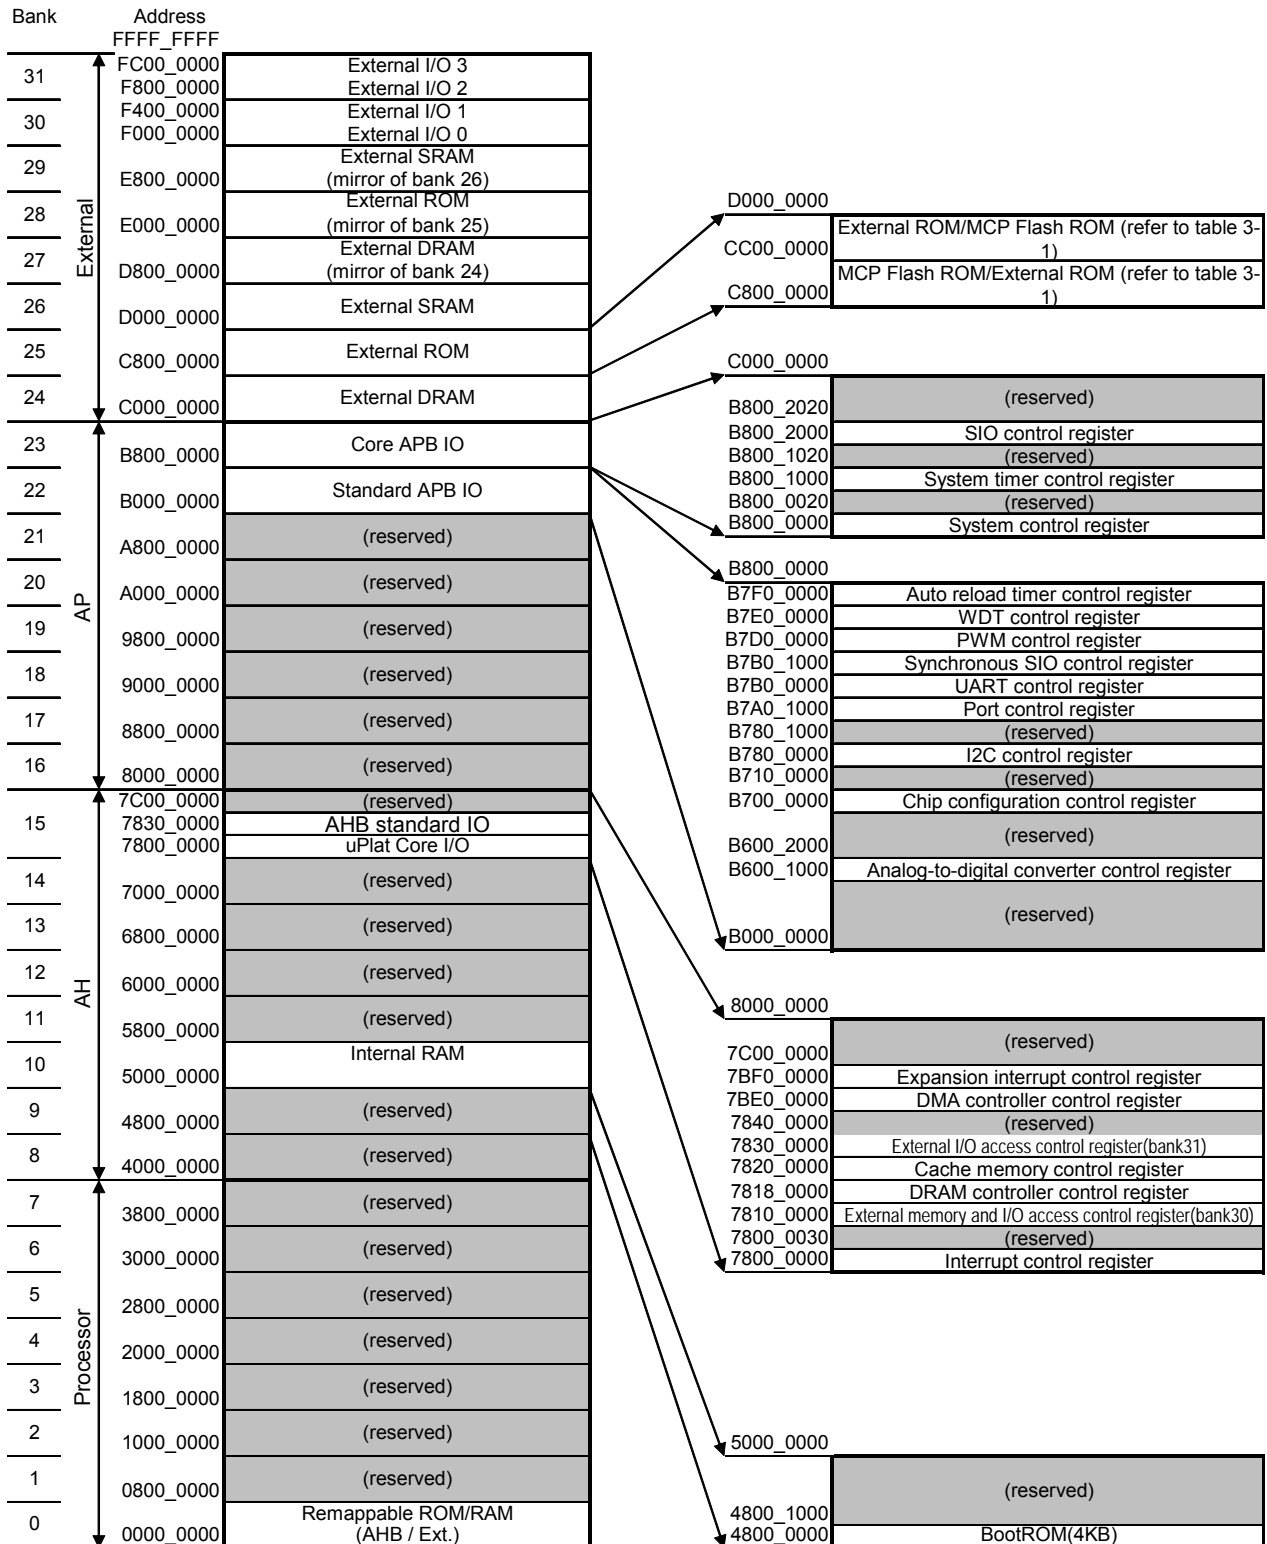 Bank Address
FFFF_FFFF
31 FC00_0000 External I/O 3
F800_0000 External I/O 2
30 F400_0000 External I/O 1
F000_0000 External I/O 0
29 E800_0000 External SRAM
(mirror of bank 26)
28 E000_0000 External ROM
(mirror of bank 25)
27 D800_0000 External DRAM
(mirror of bank 24)
26 D000_0000 External SRAM
25 C800_0000 External ROM
24 C000_0000 External DRAM
External
23 B800_0000 Core APB IO
22 B000_0000 Standard APB IO
21 A800_0000 (reserved)
20 A000_0000 (reserved)
19 9800_0000 (reserved)
18 9000_0000 (reserved)
17 8800_0000 (reserved)
16 8000_0000 (reserved)
AP
15 7C00_0000 (reserved)
7830_0000 AHB standard IO
7800_0000 uPlat Core I/O
14 7000_0000 (reserved)
13 6800_0000 (reserved)
12 6000_0000 (reserved)
11 5800_0000 (reserved)
10 5000_0000 Internal RAM
9 4800_0000 (reserved)
8 4000_0000 (reserved)
AH
7 3800_0000 (reserved)
6 3000_0000 (reserved)
5 2800_0000 (reserved)
4 2000_0000 (reserved)
3 1800_0000 (reserved)
2 1000_0000 (reserved)
1 0800_0000 (reserved)
0 0000_0000 Remappable ROM/RAM
(AHB / Ext.)
Processor
D000_0000
CC00_0000 External ROM/MCP Flash ROM (refer to table 3-
1)
C800_0000 MCP Flash ROM/External ROM (refer to table 3-
1)
C000_0000
B800_2020 (reserved)
B800_2000 SIO control register
B800_1020 (reserved)
B800_1000 System timer control register
B800_0020 (reserved)
B800_0000 System control register
B800_0000
B7F0_0000 Auto reload timer control register
B7E0_0000 WDT control register
B7D0_0000 PWM control register
B7B0_1000 Synchronous SIO control register
B7B0_0000 UART control register
B7A0_1000 Port control register
B780_1000 (reserved)
B780_0000 I2C control register
B710_0000 (reserved)
B700_0000 Chip configuration control register
B600_2000 (reserved)
B600_1000 Analog-to-digital converter control register
B000_0000 (reserved)
8000_0000
7C00_0000 (reserved)
7BF0_0000 Expansion interrupt control register
7BE0_0000 DMA controller control register
7840_0000 (reserved)
7830_0000 External I/O access control register(bank31)
7820_0000 Cache memory control register
7818_0000 DRAM controller control register
7810_0000 External memory and I/O access control register(bank30)
7800_0030 (reserved)
7800_0000 Interrupt control register
5000_0000
4800_1000 (reserved)
4800_0000 BootROM(4KB)